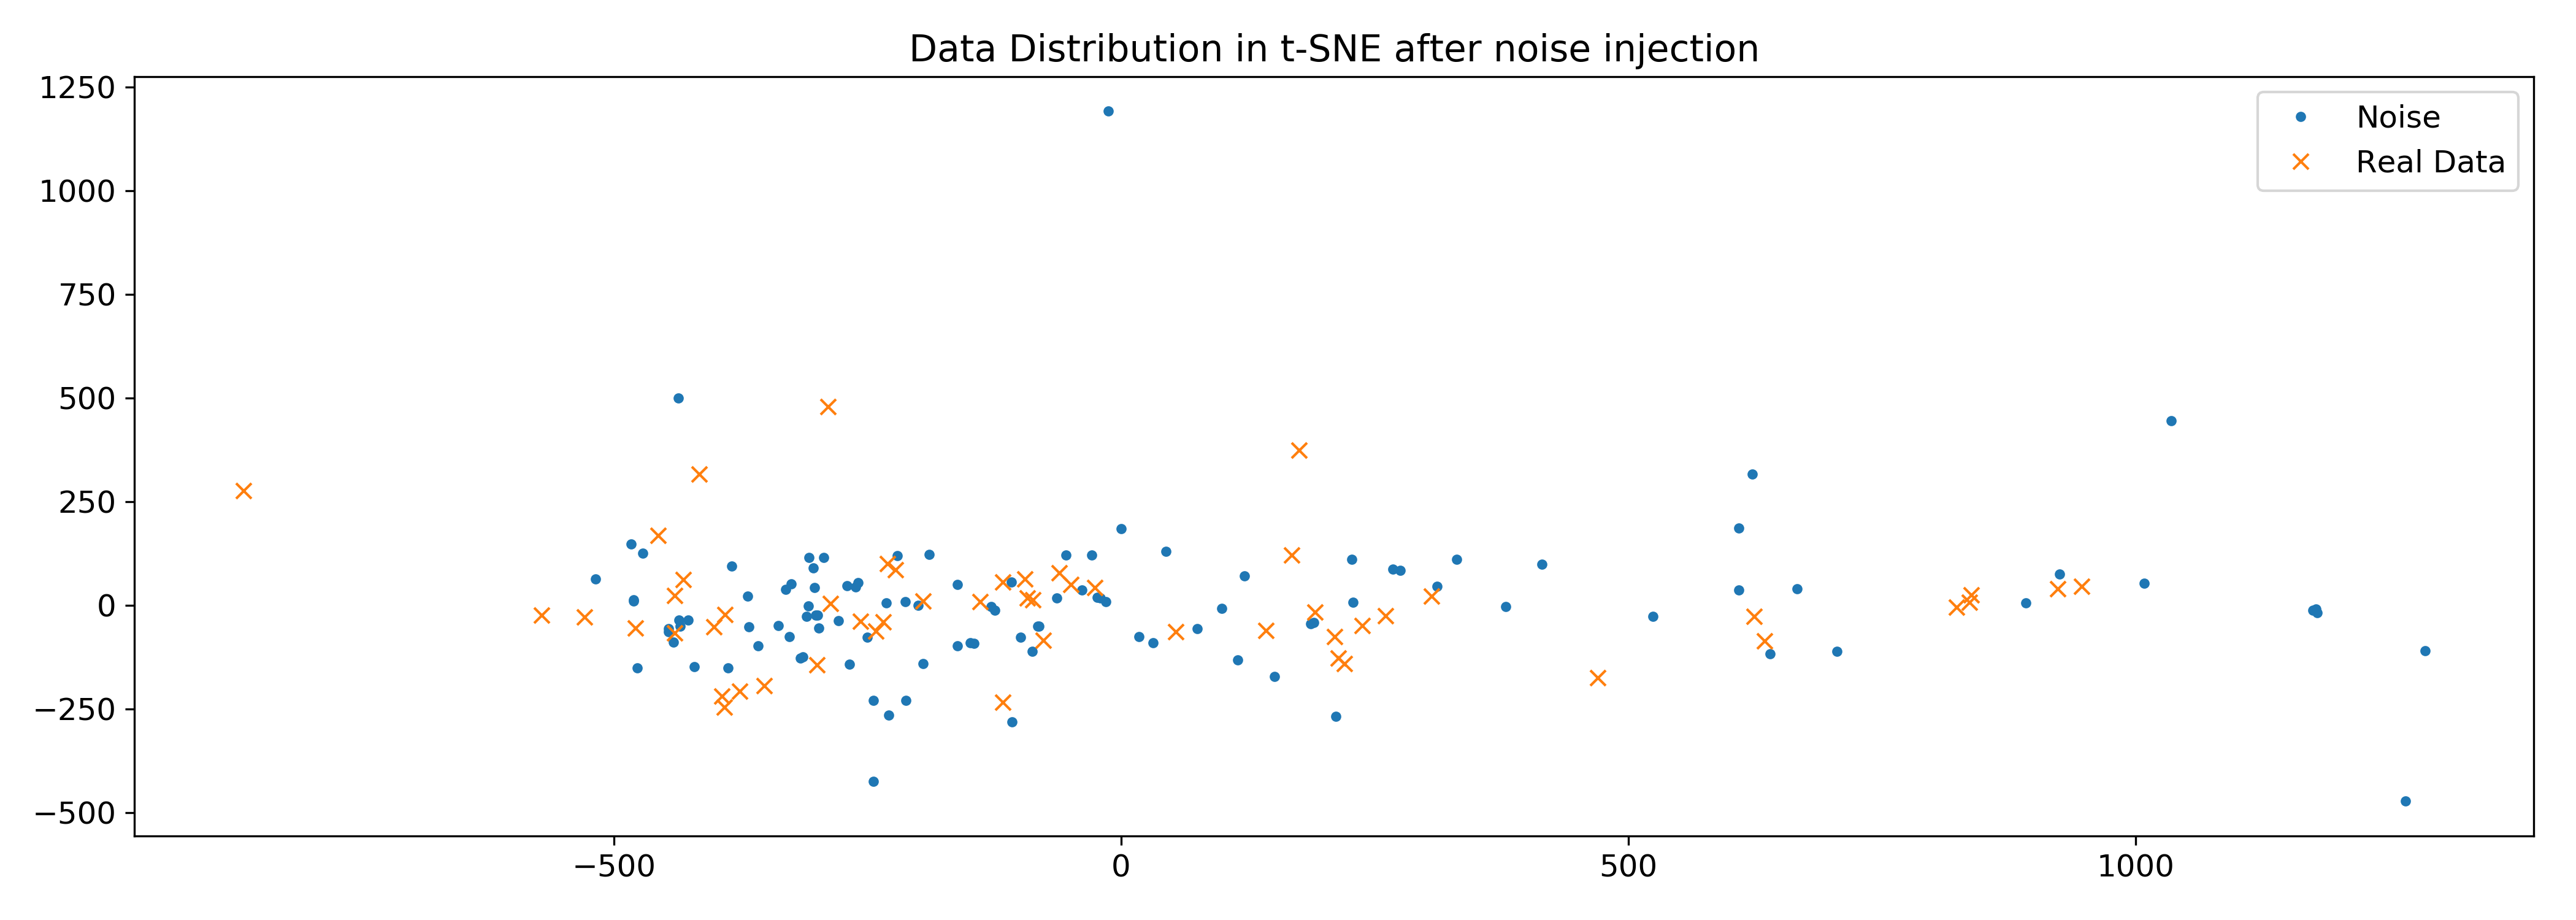 Data Distribution in t-SNE after noise injection
1250
1000
750
500
250
0
−250
−500
Noise
Real Data
−500 0 500 1000